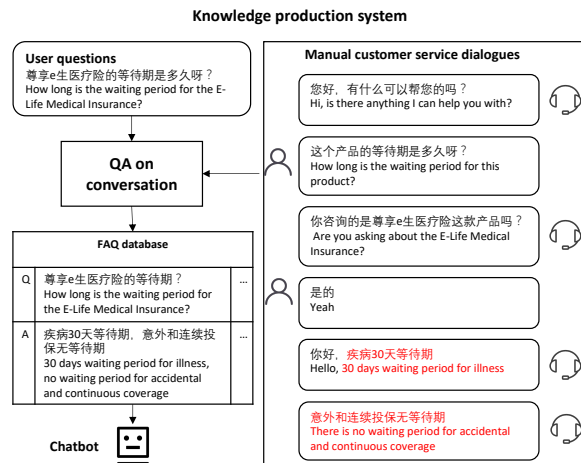 Knowledge production system
User questions
尊享e生医疗险的等待期是多久呀？
How long is the waiting period for the E-
Life Medical Insurance?
QA on
conversation
FAQ database
Q
尊享e生医疗险的等待期？
How long is the waiting period for
the E-Life Medical Insurance?
...
A
疾病30天等待期，意外和连续投
保无等待期
30 days waiting period for illness,
no waiting period for accidental
and continuous coverage
...
Chatbot
Manual customer service dialogues
您好，有什么可以帮您的吗？
Hi, is there anything I can help you with?
这个产品的等待期是多久呀？
How long is the waiting period for this
product?
你咨询的是尊享e生医疗险这款产品吗？
Are you asking about the E-Life Medical
Insurance?
是的
Yeah
你好，疾病30天等待期
Hello, 30 days waiting period for illness
意外和连续投保无等待期
There is no waiting period for accidental
and continuous coverage